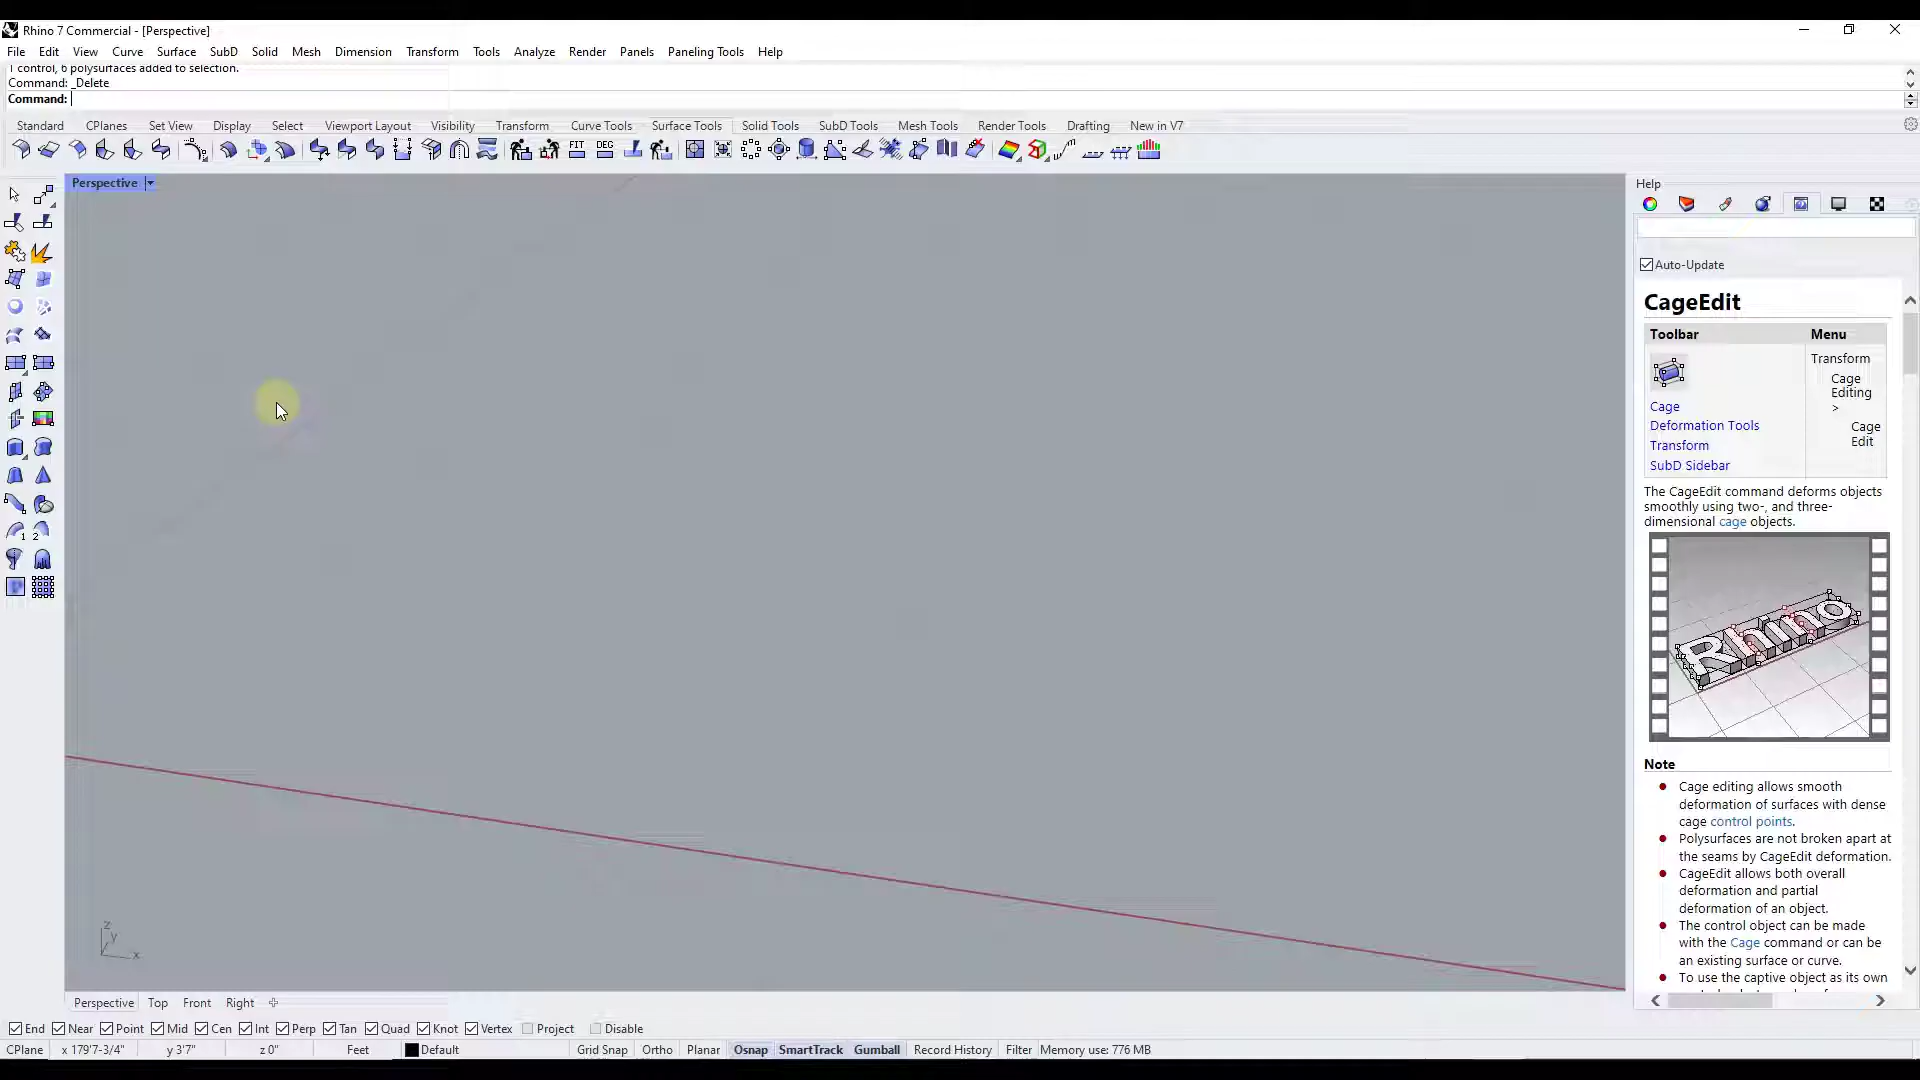 Rhino 7 Commercial - [Perspective]
File Edit View Curve Surface SubD Solid Mesh Dimension Transform Tools Analyze Render Panels Paneling Tools Help
1 control, 6 polysurfaces added to selection.
Command: _Delete
Command:
Standard CPlanes Set View Display Select Viewport Layout Visibility Transform Curve Tools Surface Tools Solid Tools SubD Tools Mesh Tools Render Tools Drafting New in V7
FIT DEG
Perspective
Help
Auto-Update
CageEdit
Toolbar Menu
Transform
Cage
Editing
>
Cage
Edit
Cage
Deformation Tools
Transform
SubD Sidebar
The CageEdit command deforms objects
smoothly using two-, and three-
dimensional cage objects.
Rhino
Note
Cage editing allows smooth
deformation of surfaces with dense
cage control points.
Polysurfaces are not broken apart at
the seams by CageEdit deformation.
CageEdit allows both overall
deformation and partial
deformation of an object.
The control object can be made
with the Cage command or can be
an existing surface or curve.
To use the captive object as its own
1 2
z
y
x
Perspective Top Front Right
End Near Point Mid Cen Int Perp Tan Quad Knot Vertex Project Disable
CPlane x 179'7-3/4" y 3'7" z 0" Feet Default Grid Snap Ortho Planar Osnap SmartTrack Gumball Record History Filter Memory use: 776 MB